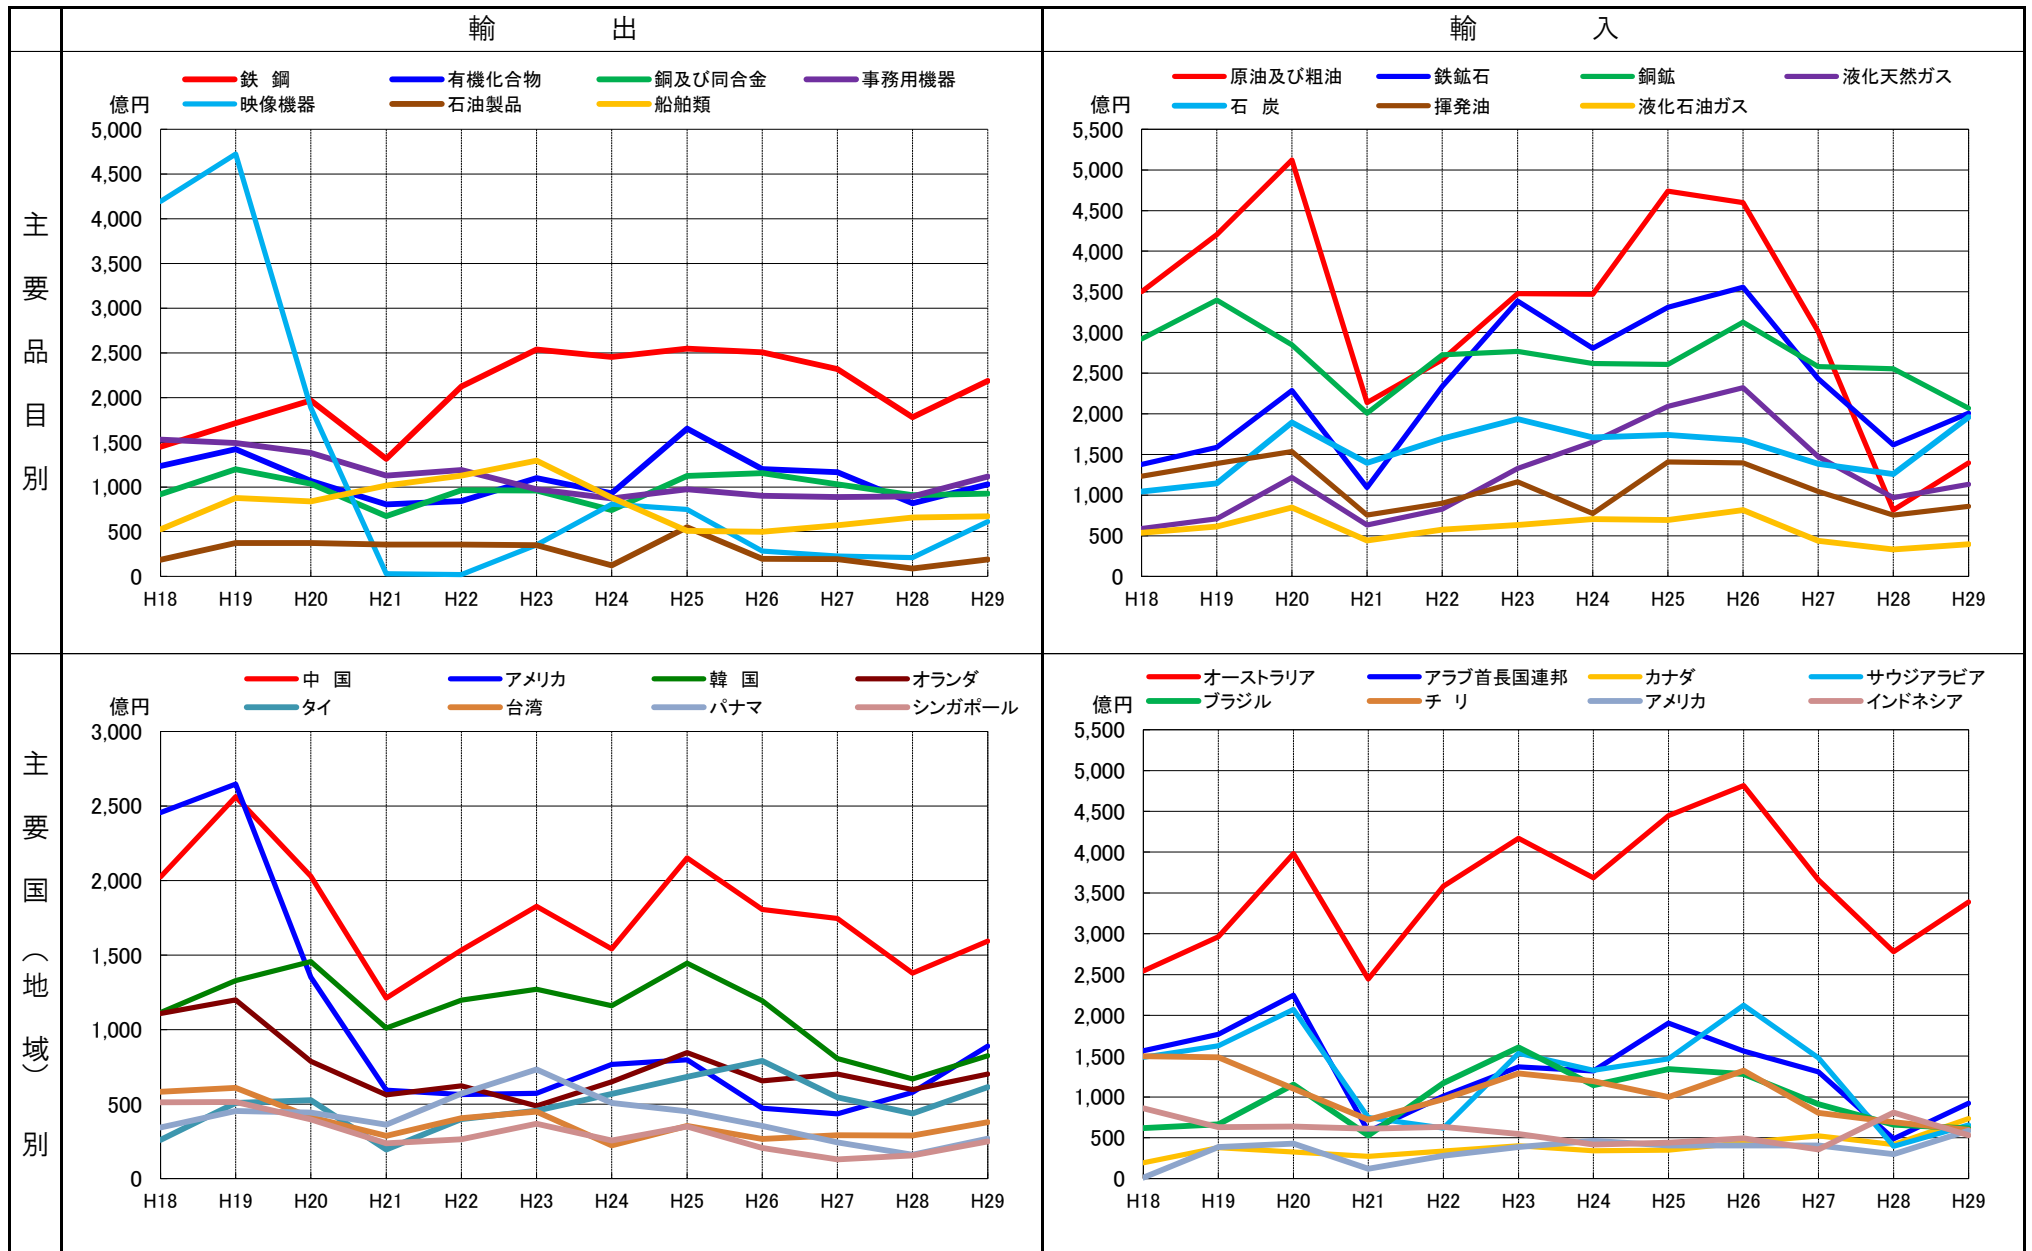 輸 出
輸 入
主要品目別
鉄 鋼 有機化合物 銅及び同合金 事務用機器
映像機器 石油製品 船舶類
億円
5,000
4,500
4,000
3,500
3,000
2,500
2,000
1,500
1,000
500
0
H18 H19 H20 H21 H22 H23 H24 H25 H26 H27 H28 H29
原油及び粗油 鉄鉱石 銅鉱 液化天然ガス
石 炭 揮発油 液化石油ガス
億円
5,500
5,000
4,500
4,000
3,500
3,000
2,500
2,000
1,500
1,000
500
0
H18 H19 H20 H21 H22 H23 H24 H25 H26 H27 H28 H29
主要国（地域）別
中 国 アメリカ 韓 国 オランダ
タイ 台湾 パナマ シンガポール
億円
3,000
2,500
2,000
1,500
1,000
500
0
H18 H19 H20 H21 H22 H23 H24 H25 H26 H27 H28 H29
オーストラリア アラブ首長国連邦 カナダ サウジアラビア
ブラジル チ リ アメリカ インドネシア
億円
5,500
5,000
4,500
4,000
3,500
3,000
2,500
2,000
1,500
1,000
500
0
H18 H19 H20 H21 H22 H23 H24 H25 H26 H27 H28 H29